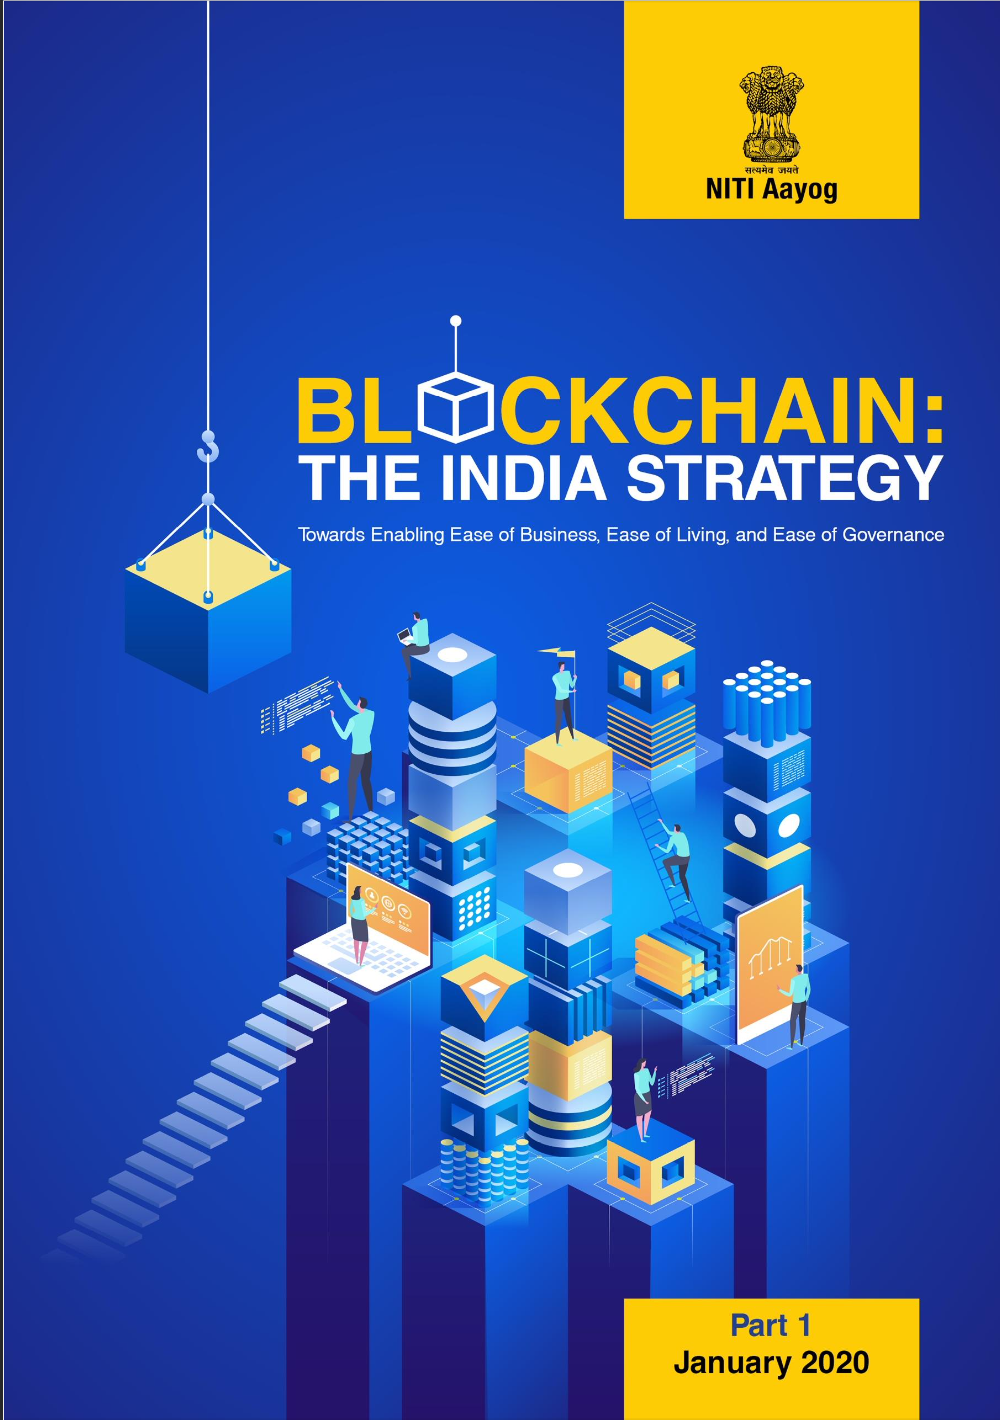 सत्यमेव जयते
NITI Aayog
BLOCKCHAIN:
THE INDIA STRATEGY
Towards Enabling Ease of Business, Ease of Living, and Ease of Governance
Part 1
January 2020